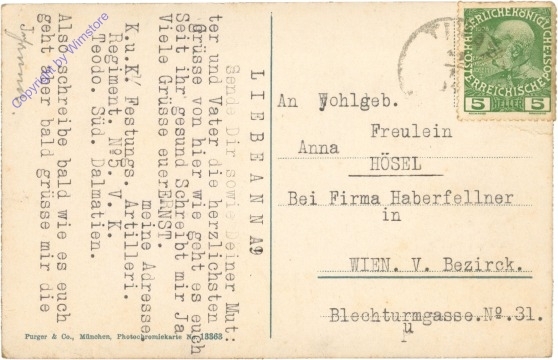 LIEBE ANNA!
Sende Dir sowie Deiner Mut:
ter und Vater die herzlichsten
Grüsse von hier wie geht es euch
Seit ihr gesund Schreibt mir Ja
Viele Grüsse euer ERNST.
meine Adresse
K.u.K' Festungs. Artilleri.
Regiment. No5. V. K.
Teodo. Süd. Dalmatien.
Also schreibe bald wie es euch
geht aber bald grüsse mir die
Copyright by Wimstore
Purger & Co., München, Photochromiekarte No 13363
KAISERLICHE KÖNIGLICHE
ÖSTERREICHISCHE POST
5 HELLER 5
An Wohlgeb.
Freulein
Anna
HÖSEL
Bei Firma Haberfellner
in
WIEN. V. Bezirck.
Blechturmgasse.No.31.
u